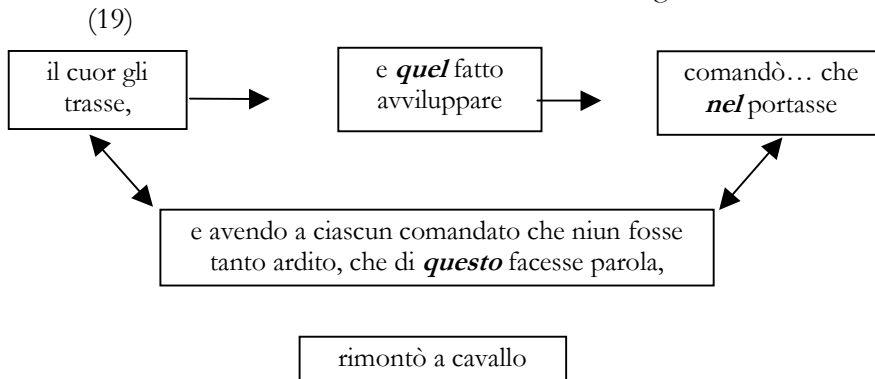 (19)
il cuor gli
trasse,
e quel fatto
avviluppare
comandò… che
nel portasse
e avendo a ciascun comandato che niun fosse
tanto ardito, che di questo facesse parola,
rimontò a cavallo